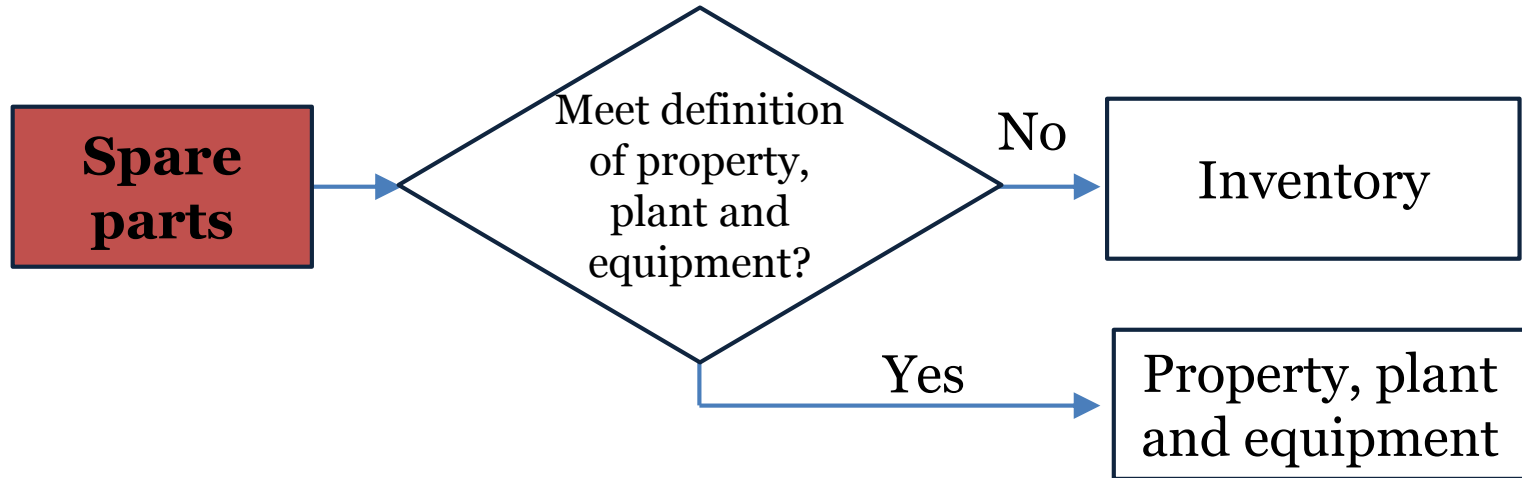 Spare
parts
Meet definition
of property,
plant and
equipment?
No
Inventory
Yes
Property, plant
and equipment